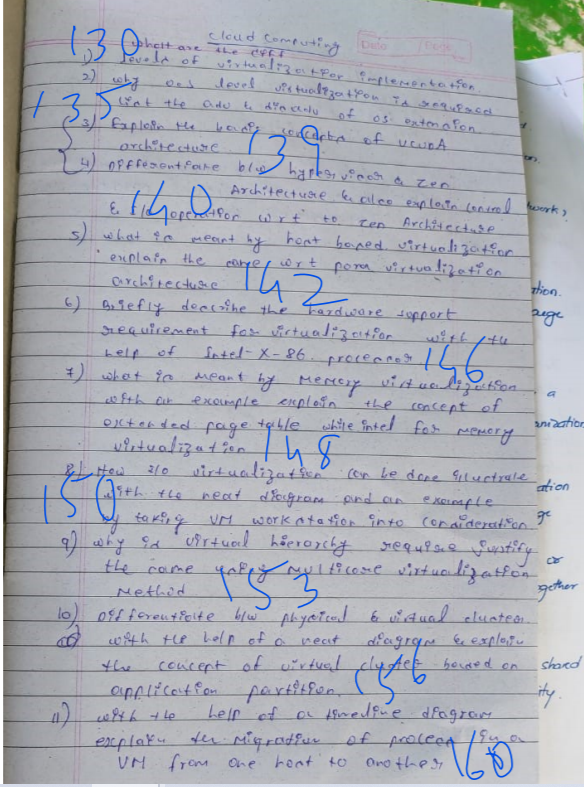 Cloud Computing
Date Page
130
what are the diff
1) levels of virtualization implementation.
2) why os level virtualization is required
135
List the adv & disadv of os extension
3) Explain the basic concepts of
architecture. 139
4) Differentiate b/w hypervisor & Xen
Architecture & also explain control
140
& I/O operation w r t to Xen Architecture
5) what is meant by host based virtualization
explain the same w r t para virtualization
architecture 142
6) Briefly describe the hardware support
requirement for virtualization with the
help of Intel-X-86. processor 146
7) what is meant by Memory virtualization
with an example explain the concept of
extended page table while intel for memory
virtualization 148
8) How I/O virtualization can be done illustrate
150
with the neat diagram and an example
by taking VM workstation into consideration
9) why is virtual hierarchy require justify
the same using multicore virtualization
Method 153
10) Differentiate b/w physical & virtual cluster
with the help of a neat diagram & explain
the concept of virtual cluster based on
application partition. 156
11) with the help of a timeline diagram
explain the Migration of process in a
VM from one host to another 160
work,
tion.
page
a
ation
ge
or
gether
shared
ity.